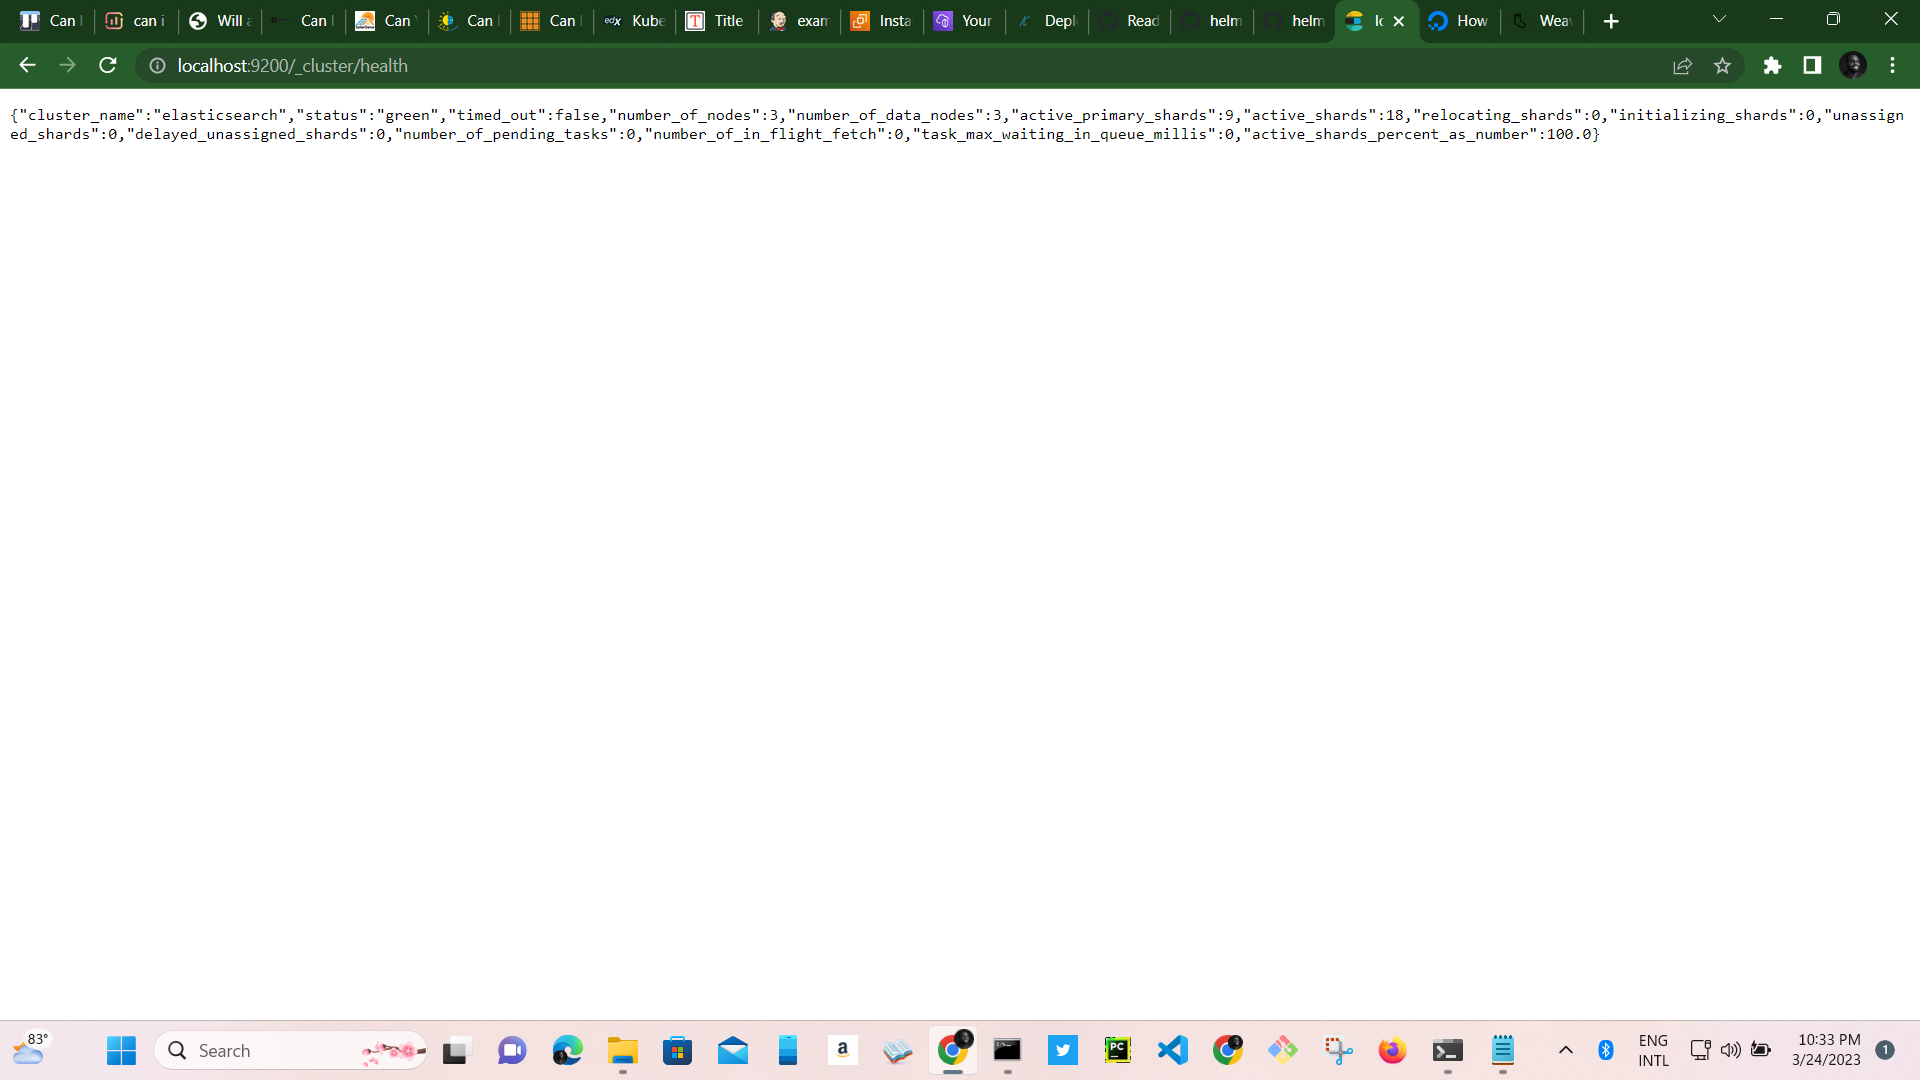 Can can i Will Can Can Can Can Kube Title exam Insta Your Depl Read helm helm How Wea
localhost:9200/_cluster/health
{"cluster_name":"elasticsearch","status":"green","timed_out":false,"number_of_nodes":3,"number_of_data_nodes":3,"active_primary_shards":9,"active_shards":18,"relocating_shards":0,"initializing_shards":0,"unassign
ed_shards":0,"delayed_unassigned_shards":0,"number_of_pending_tasks":0,"number_of_in_flight_fetch":0,"task_max_waiting_in_queue_millis":0,"active_shards_percent_as_number":100.0}
83°
Search
ENG
INTL
10:33 PM
3/24/2023
1